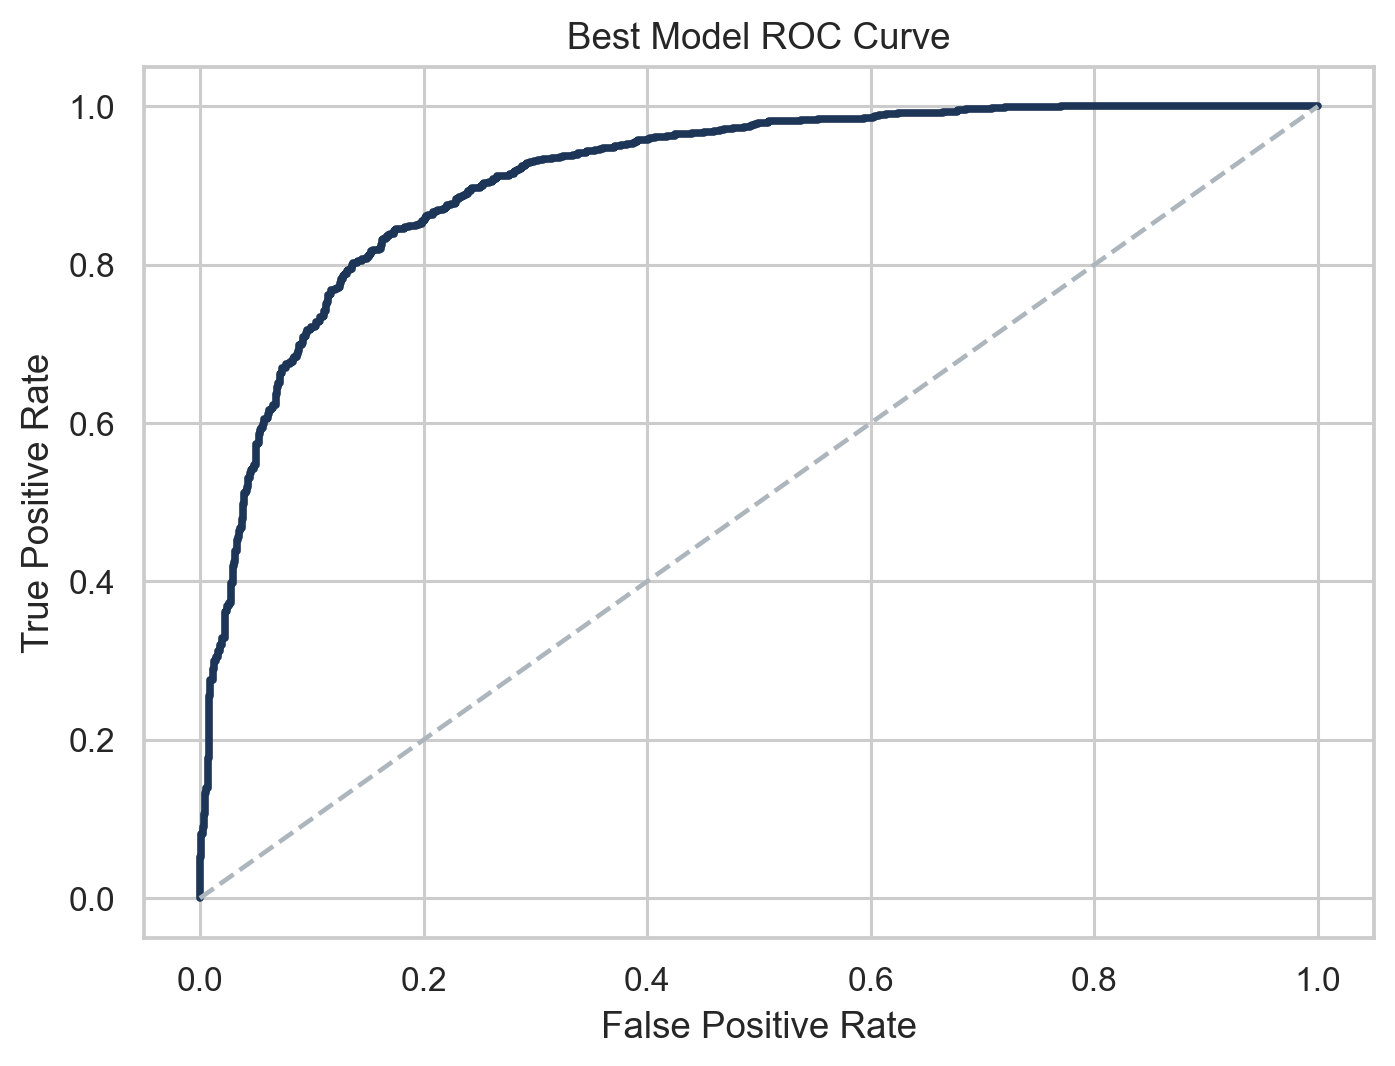 Best Model ROC Curve
True Positive Rate
1.0
0.8
0.6
0.4
0.2
0.0
0.0 0.2 0.4 0.6 0.8 1.0
False Positive Rate